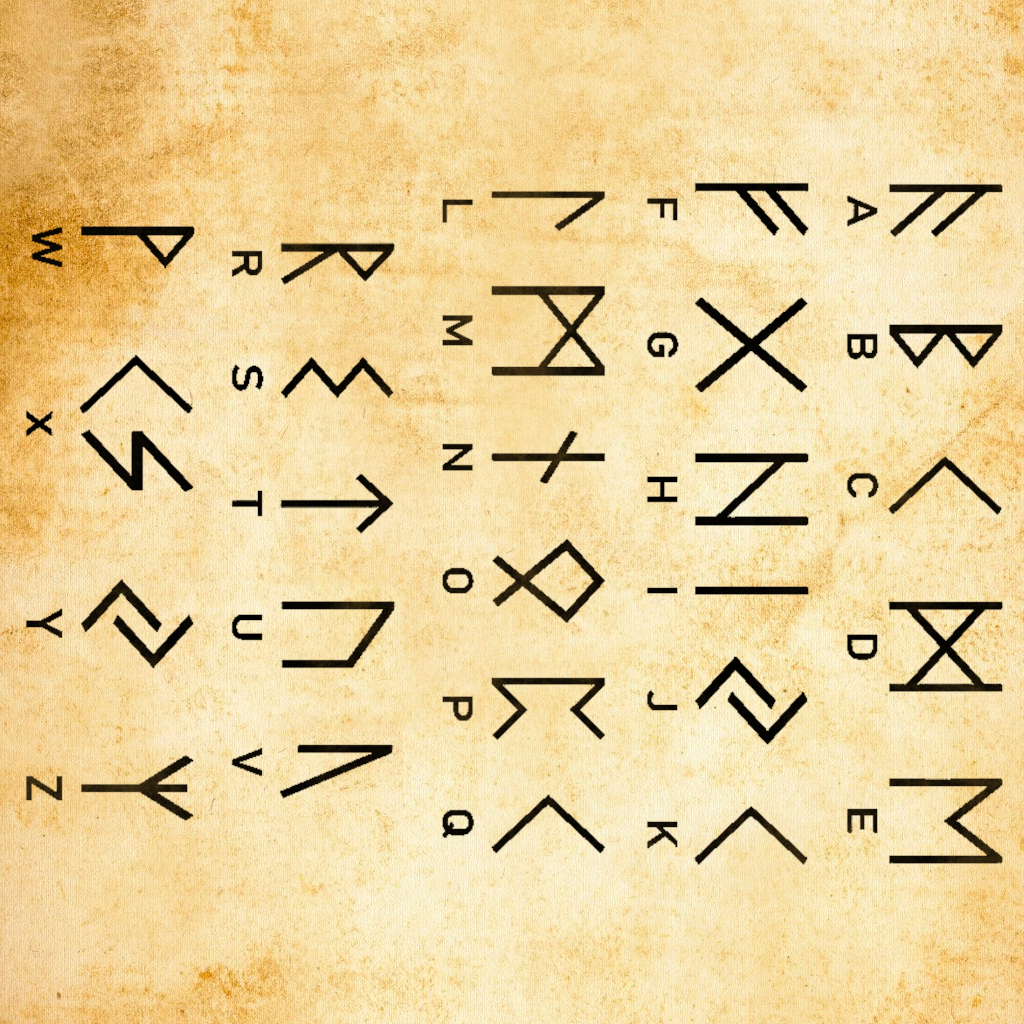 ᚨ ᛒ ᚲ ᛞ ᛖ
A B C D E
ᚠ ᚷ ᚺ ᛁ ᛃ ᚲ
F G H I J K
ᛚ ᛗ ᚾ ᛟ ᛈ ᚲ
L M N O P Q
ᚱ ᛊ ᛏ ᚢ ᚢ
R S T U V
ᚹ ᚲᛊ ᛃ ᛉ
W X Y Z